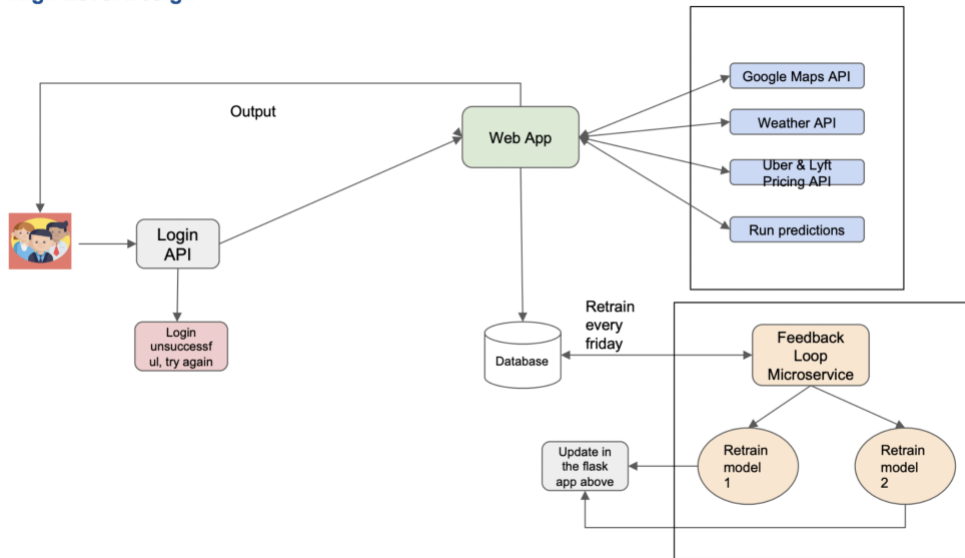 Output
Web App
Google Maps API
Weather API
Uber & Lyft
Pricing API
Run predictions
Login
API
Login
unsuccessf
ul, try again
Database
Retrain
every
friday
Feedback
Loop
Microservice
Retrain
model
1
Retrain
model
2
Update in
the flask
app above